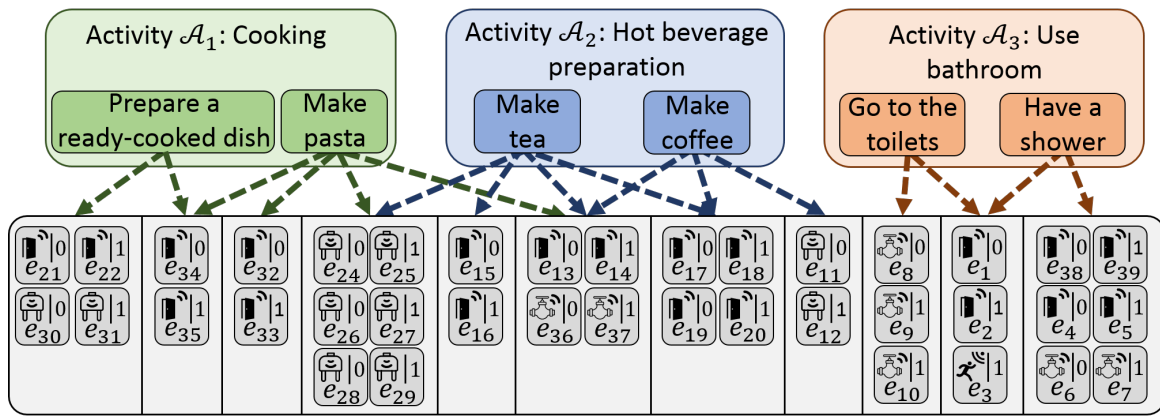 Activity 𝒜₁: Cooking
Prepare a
ready-cooked dish
Make
pasta
Activity 𝒜₂: Hot beverage
preparation
Make
tea
Make
coffee
Activity 𝒜₃: Use
bathroom
Go to the
toilets
Have a
shower
|0 |1 |0 |0 |0 |1 |0 |0 |1 |0 |1 |0 |0 |0 |0 |1
e₂₁ e₂₂ e₃₄ e₃₂ e₂₄ e₂₅ e₁₅ e₁₃ e₁₄ e₁₇ e₁₈ e₁₁ e₈ e₁ e₃₈ e₃₉
|0 |1 |1 |1 |0 |1 |1 |0 |1 |0 |1 |1 |1 |1 |0 |1
e₃₀ e₃₁ e₃₅ e₃₃ e₂₆ e₂₇ e₁₆ e₃₆ e₃₇ e₁₉ e₂₀ e₁₂ e₉ e₂ e₄ e₅
|0 |1 |1 |1 |0 |1
e₂₈ e₂₉ e₁₀ e₃ e₆ e₇